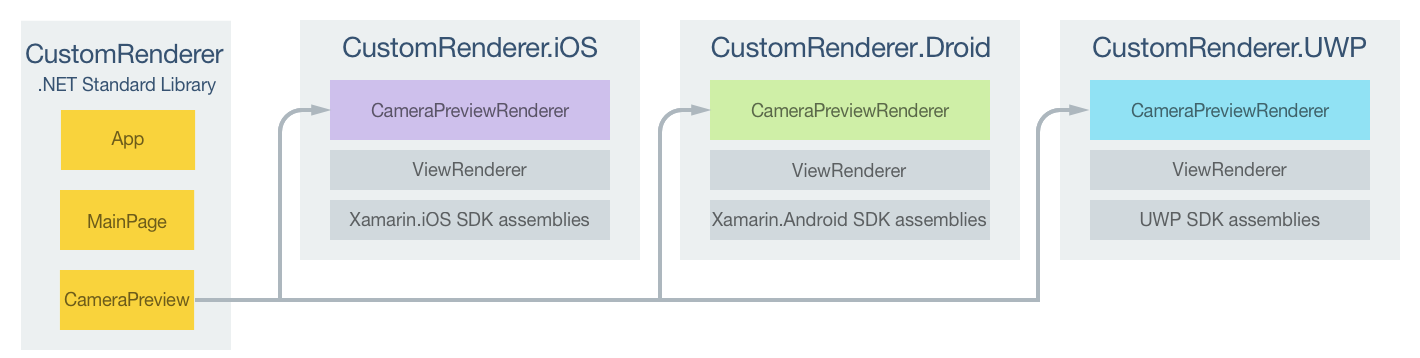 CustomRenderer
.NET Standard Library
App
MainPage
CameraPreview
CustomRenderer.iOS
CameraPreviewRenderer
ViewRenderer
Xamarin.iOS SDK assemblies
CustomRenderer.Droid
CameraPreviewRenderer
ViewRenderer
Xamarin.Android SDK assemblies
CustomRenderer.UWP
CameraPreviewRenderer
ViewRenderer
UWP SDK assemblies